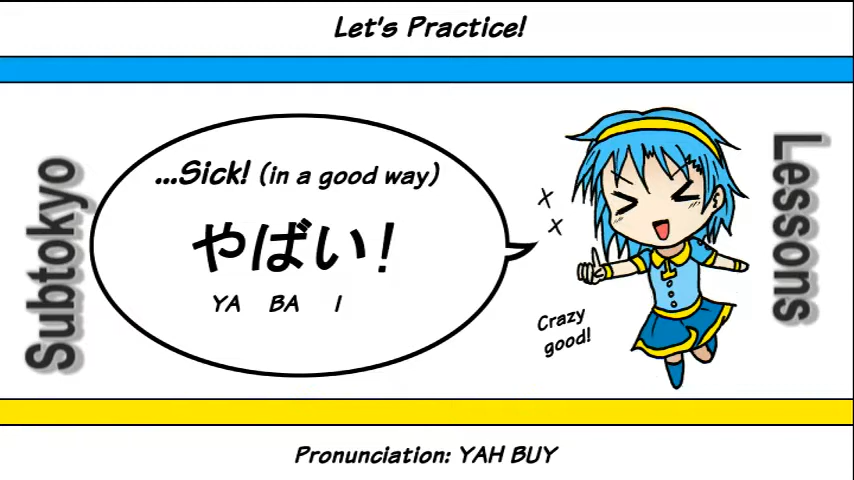 Let's Practice!
Subtokyo
...Sick! (in a good way)
やばい!
YA BA I
Crazy
good!
Lessons
Pronunciation: YAH BUY